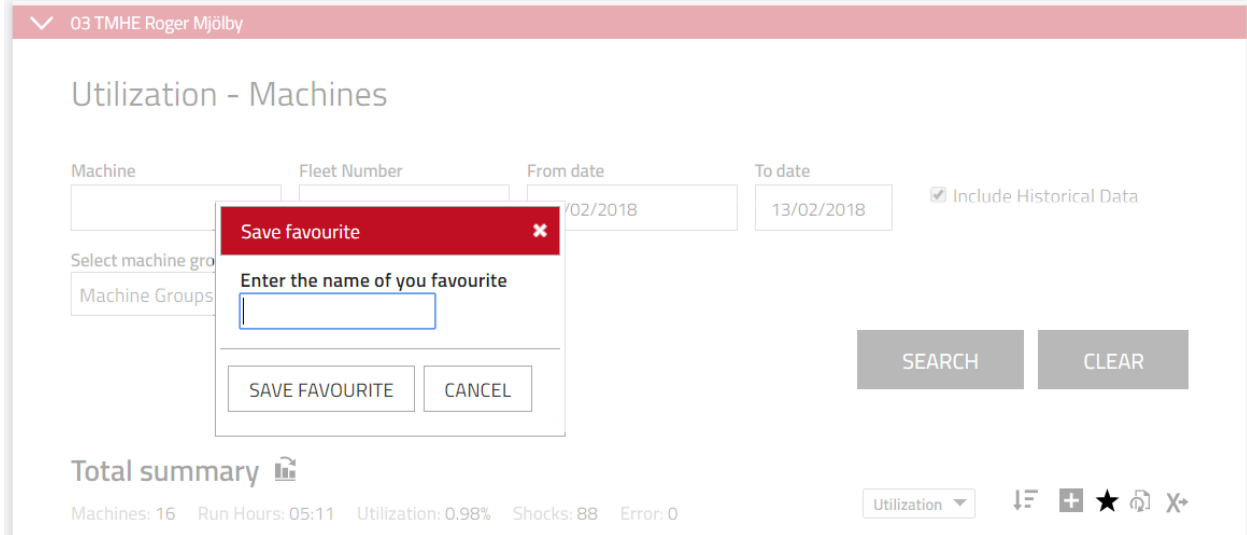 03 TMHE Roger Mjölby
Utilization - Machines
Machine Fleet Number From date To date
/02/2018 13/02/2018 Include Historical Data
Save favourite
Select machine gro
Enter the name of you favourite
Machine Groups
SEARCH CLEAR
SAVE FAVOURITE CANCEL
Total summary
Utilization
Machines: 16 Run Hours: 05:11 Utilization: 0.98% Shocks: 88 Error: 0